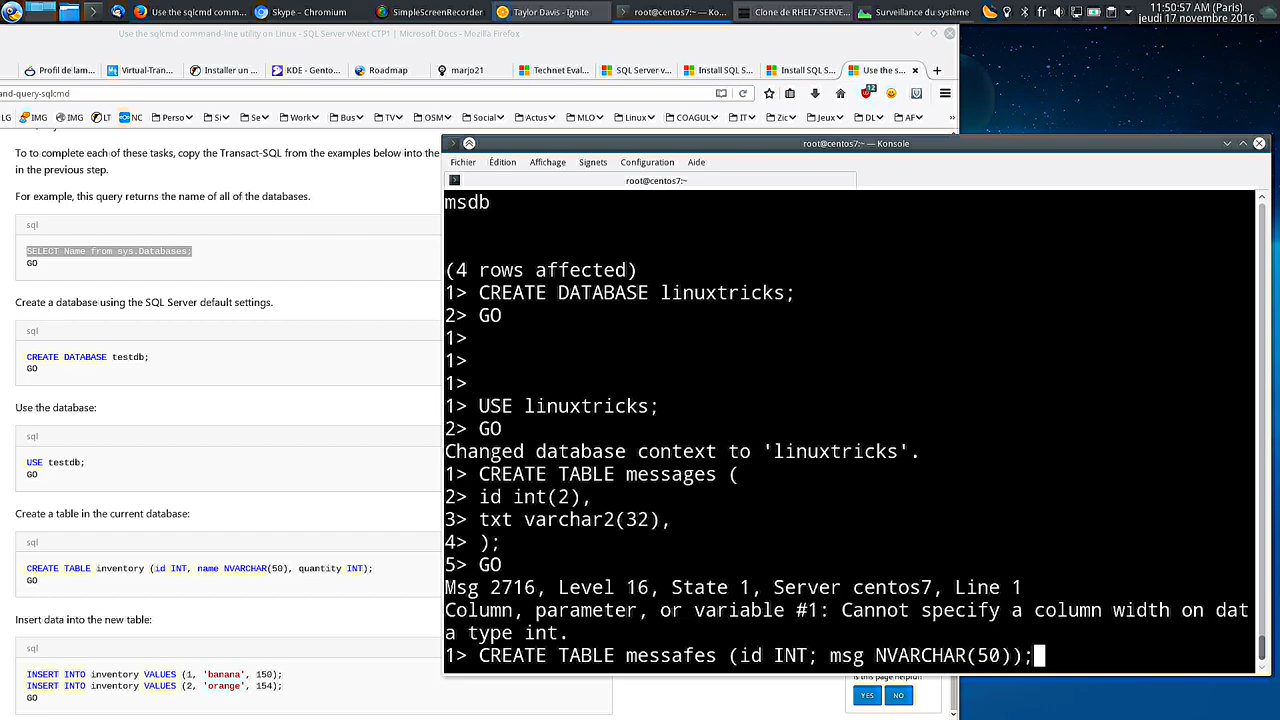 Use the sqlcmd comm...
Skype – Chromium
SimpleScreenRecorder
Taylor Davis - Ignite
root@centos7:~ — Ko...
Clone de RHEL7-SERVE...
Surveillance du système
fr
11:50:57 AM (Paris)
jeudi 17 novembre 2016
Use the sqlcmd command-line utility on Linux - SQL Server vNext CTP1 | Microsoft Docs - Mozilla Firefox
Profil de lam...
Virtual:Tran...
Installer un ...
KDE - Gento...
Roadmap
marjo21
Technet Eval...
SQL Server v...
Install SQL S...
Install SQL S...
Use the s...
and-query-sqlcmd
12
LG
IMG
IMG
LT
NC
Perso
Si
Se
Work
Bus
TV
OSM
Social
Actus
MLO
Linux
COAGUL
IT
Zic
Jeux
DL
AF
To to complete each of these tasks, copy the Transact-SQL from the examples below into the
in the previous step.
For example, this query returns the name of all of the databases.
sql
SELECT Name from sys.Databases;
GO
Create a database using the SQL Server default settings.
sql
CREATE DATABASE testdb;
GO
Use the database:
sql
USE testdb;
GO
Create a table in the current database:
sql
CREATE TABLE inventory (id INT, name NVARCHAR(50), quantity INT);
GO
Insert data into the new table:
sql
INSERT INTO inventory VALUES (1, 'banana', 150);
INSERT INTO inventory VALUES (2, 'orange', 154);
GO
root@centos7:~ — Konsole
Fichier Édition Affichage Signets Configuration Aide
root@centos7:~
msdb
(4 rows affected)
1> CREATE DATABASE linuxtricks;
2> GO
1>
1>
1>
1> USE linuxtricks;
2> GO
Changed database context to 'linuxtricks'.
1> CREATE TABLE messages (
2> id int(2),
3> txt varchar2(32),
4> );
5> GO
Msg 2716, Level 16, State 1, Server centos7, Line 1
Column, parameter, or variable #1: Cannot specify a column width on dat
a type int.
1> CREATE TABLE messafes (id INT; msg NVARCHAR(50));
Is this page helpful?
YES NO